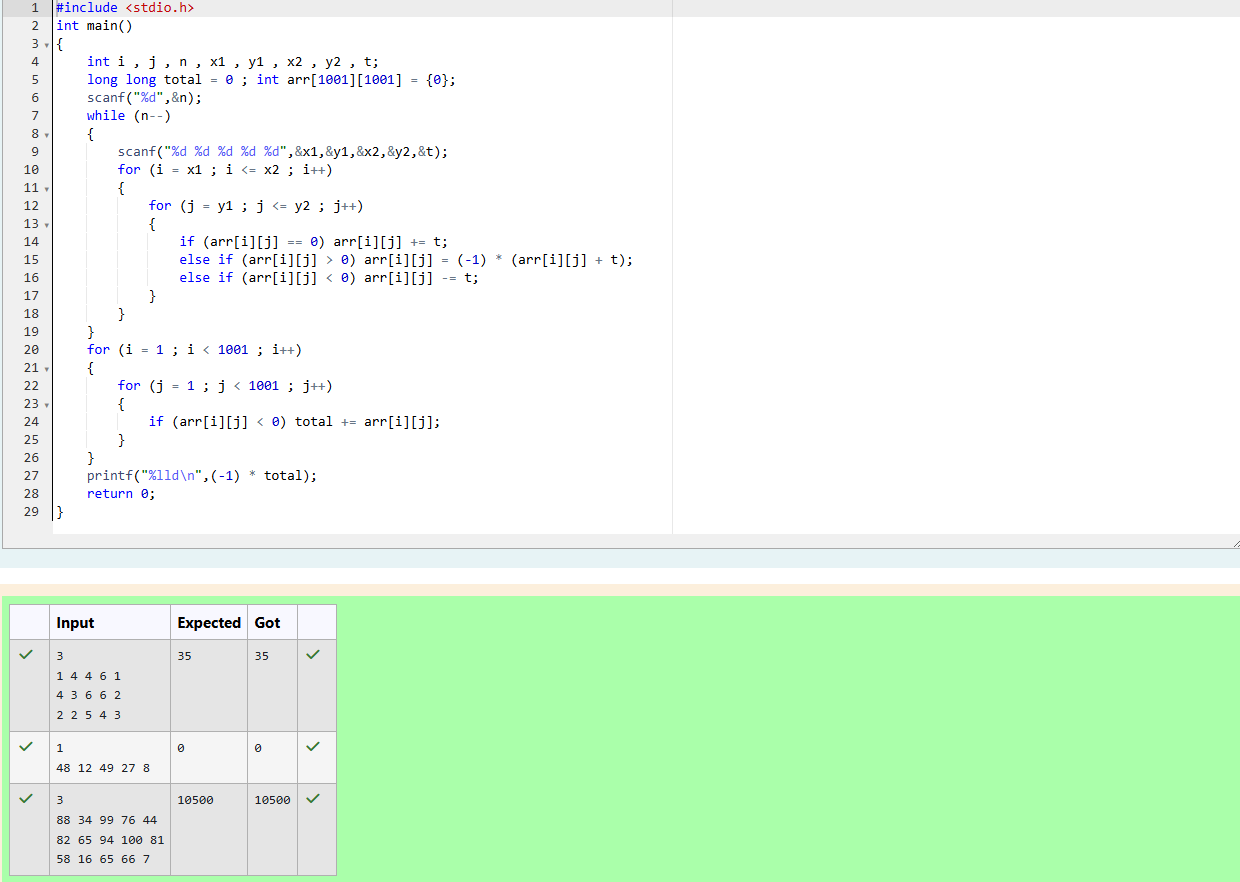 1 #include <stdio.h>
2 int main()
3 {
4 int i , j , n , x1 , y1 , x2 , y2 , t;
5 long long total = 0 ; int arr[1001][1001] = {0};
6 scanf("%d",&n);
7 while (n--)
8 {
9 scanf("%d %d %d %d %d",&x1,&y1,&x2,&y2,&t);
10 for (i = x1 ; i <= x2 ; i++)
11 {
12 for (j = y1 ; j <= y2 ; j++)
13 {
14 if (arr[i][j] == 0) arr[i][j] += t;
15 else if (arr[i][j] > 0) arr[i][j] = (-1) * (arr[i][j] + t);
16 else if (arr[i][j] < 0) arr[i][j] -= t;
17 }
18 }
19 }
20 for (i = 1 ; i < 1001 ; i++)
21 {
22 for (j = 1 ; j < 1001 ; j++)
23 {
24 if (arr[i][j] < 0) total += arr[i][j];
25 }
26 }
27 printf("%lld\n",(-1) * total);
28 return 0;
29 }
Input Expected Got
3 35 35
1 4 4 6 1
4 3 6 6 2
2 2 5 4 3
1 0 0
48 12 49 27 8
3 10500 10500
88 34 99 76 44
82 65 94 100 81
58 16 65 66 7